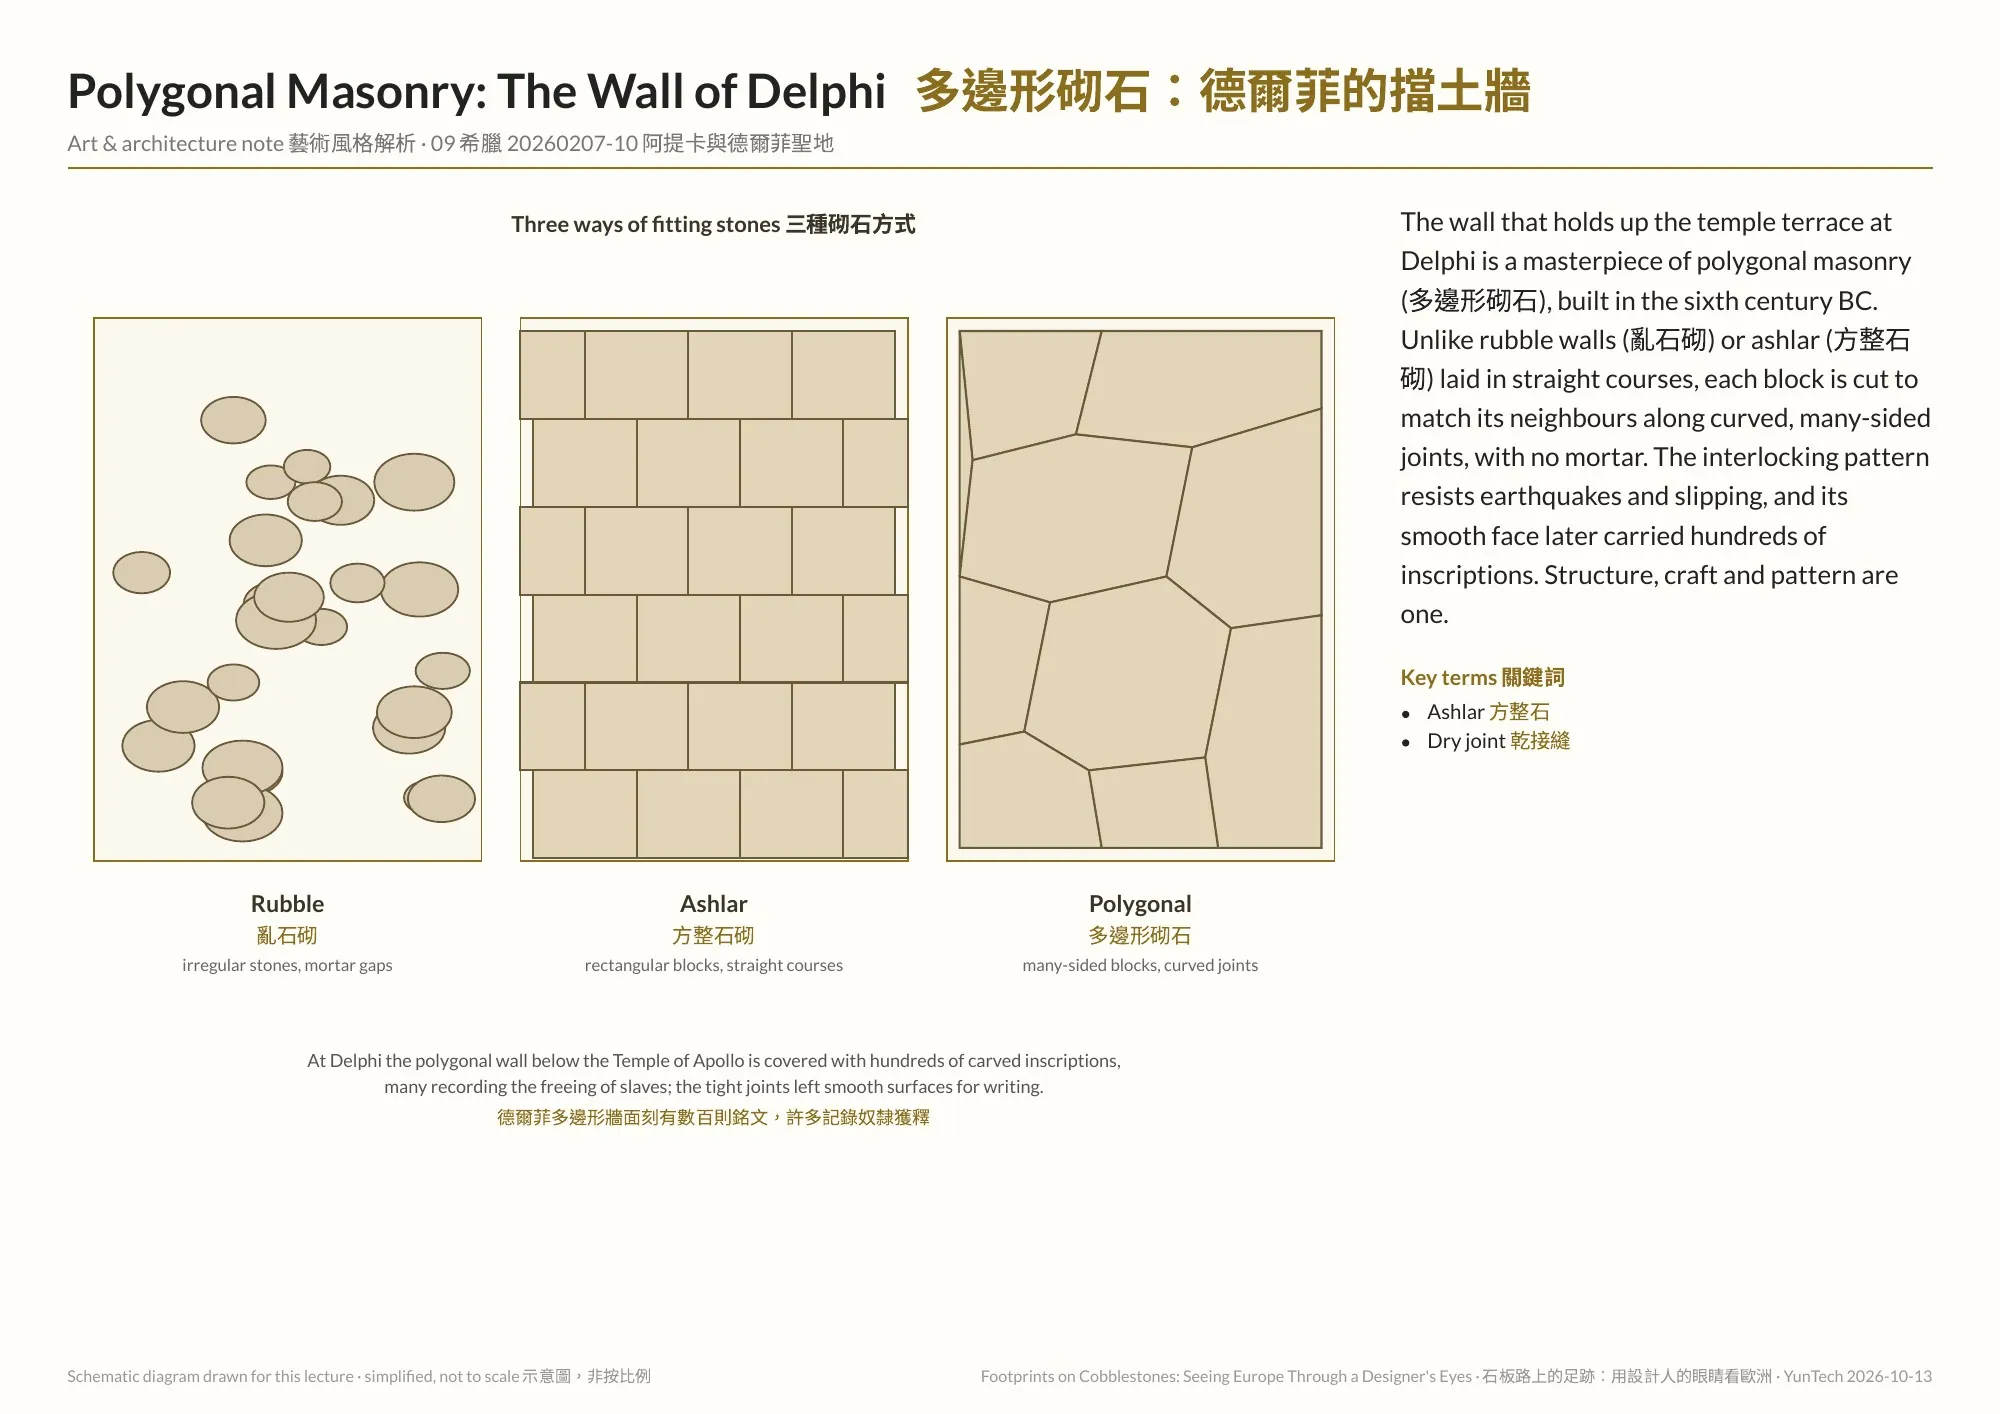 Polygonal Masonry: The Wall of Delphi 多邊形砌石：德爾菲的擋土牆
Art & architecture note 藝術風格解析 · 09 希臘 20260207-10 阿提卡與德爾菲聖地
Three ways of fitting stones 三種砌石方式
Rubble
亂石砌
irregular stones, mortar gaps
Ashlar
方整石砌
rectangular blocks, straight courses
Polygonal
多邊形砌石
many-sided blocks, curved joints
At Delphi the polygonal wall below the Temple of Apollo is covered with hundreds of carved inscriptions,
many recording the freeing of slaves; the tight joints left smooth surfaces for writing.
德爾菲多邊形牆面刻有數百則銘文，許多記錄奴隸獲釋
The wall that holds up the temple terrace at
Delphi is a masterpiece of polygonal masonry
(多邊形砌石), built in the sixth century BC.
Unlike rubble walls (亂石砌) or ashlar (方整石
砌) laid in straight courses, each block is cut to
match its neighbours along curved, many-sided
joints, with no mortar. The interlocking pattern
resists earthquakes and slipping, and its
smooth face later carried hundreds of
inscriptions. Structure, craft and pattern are
one.
Key terms 關鍵詞
• Ashlar 方整石
• Dry joint 乾接縫
Schematic diagram drawn for this lecture · simplified, not to scale 示意圖，非按比例
Footprints on Cobblestones: Seeing Europe Through a Designer's Eyes · 石板路上的足跡：用設計人的眼睛看歐洲 · YunTech 2026-10-13